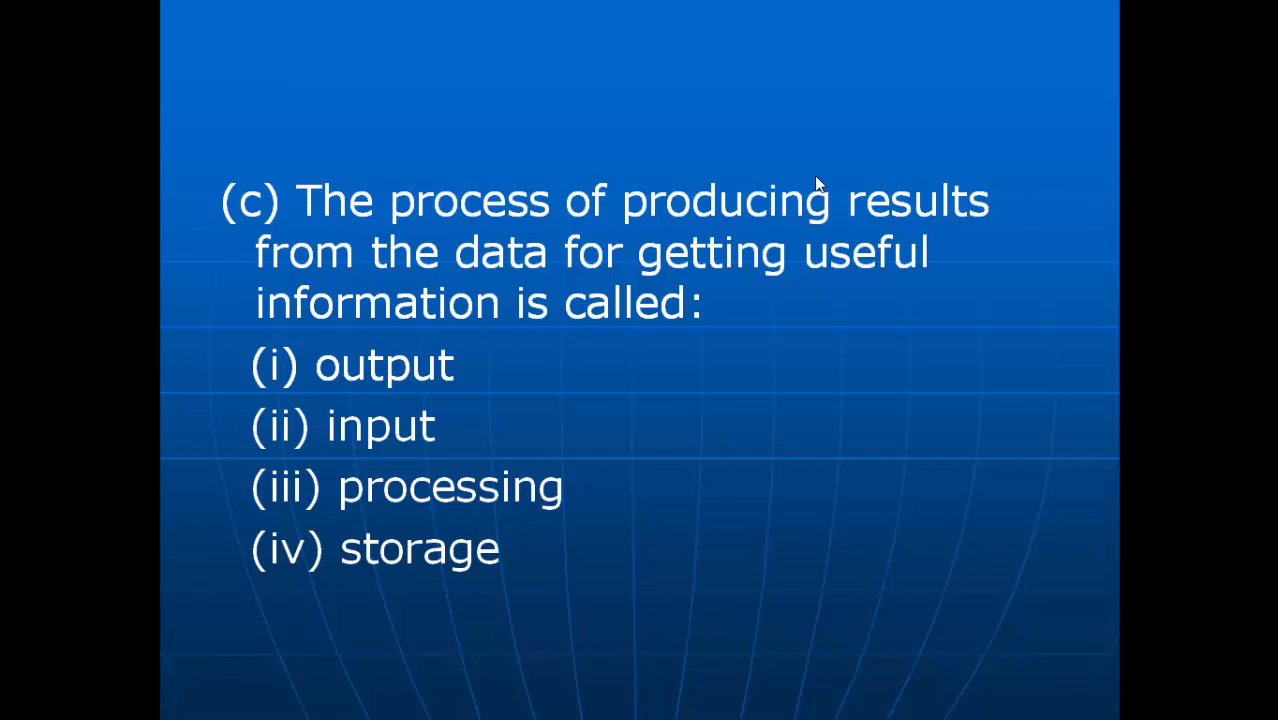 (c) The process of producing results
from the data for getting useful
information is called:
(i) output
(ii) input
(iii) processing
(iv) storage